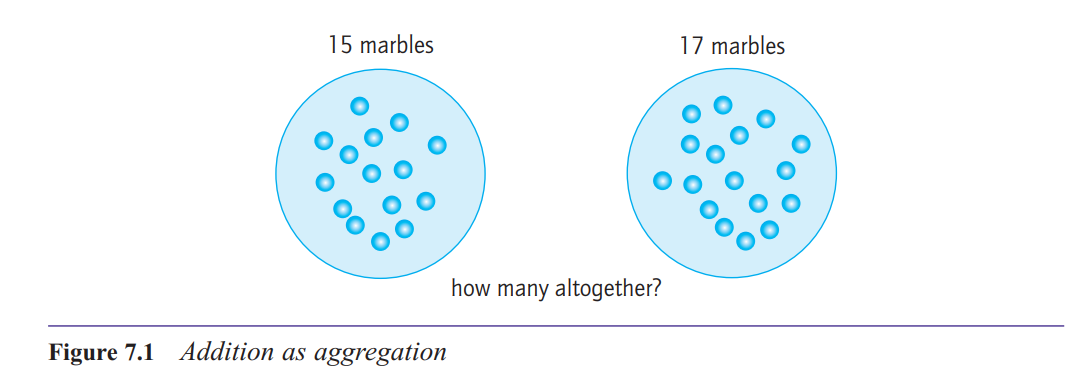 15 marbles
17 marbles
how many altogether?
Figure 7.1 Addition as aggregation